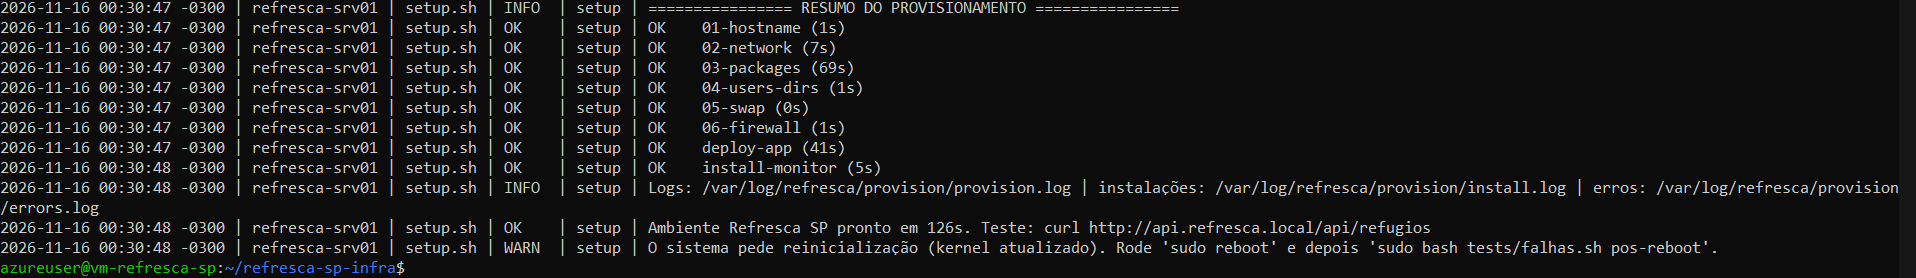 2026-11-16 00:30:47 -0300 | refresca-srv01 | setup.sh | INFO  | setup | ================ RESUMO DO PROVISIONAMENTO ================
2026-11-16 00:30:47 -0300 | refresca-srv01 | setup.sh | OK    | setup | OK    01-hostname (1s)
2026-11-16 00:30:47 -0300 | refresca-srv01 | setup.sh | OK    | setup | OK    02-network (7s)
2026-11-16 00:30:47 -0300 | refresca-srv01 | setup.sh | OK    | setup | OK    03-packages (69s)
2026-11-16 00:30:47 -0300 | refresca-srv01 | setup.sh | OK    | setup | OK    04-users-dirs (1s)
2026-11-16 00:30:47 -0300 | refresca-srv01 | setup.sh | OK    | setup | OK    05-swap (0s)
2026-11-16 00:30:47 -0300 | refresca-srv01 | setup.sh | OK    | setup | OK    06-firewall (1s)
2026-11-16 00:30:47 -0300 | refresca-srv01 | setup.sh | OK    | setup | OK    deploy-app (41s)
2026-11-16 00:30:48 -0300 | refresca-srv01 | setup.sh | OK    | setup | OK    install-monitor (5s)
2026-11-16 00:30:48 -0300 | refresca-srv01 | setup.sh | INFO  | setup | Logs: /var/log/refresca/provision/provision.log | instalações: /var/log/refresca/provision/install.log | erros: /var/log/refresca/provision
/errors.log
2026-11-16 00:30:48 -0300 | refresca-srv01 | setup.sh | OK    | setup | Ambiente Refresca SP pronto em 126s. Teste: curl http://api.refresca.local/api/refugios
2026-11-16 00:30:48 -0300 | refresca-srv01 | setup.sh | WARN  | setup | O sistema pede reinicialização (kernel atualizado). Rode 'sudo reboot' e depois 'sudo bash tests/falhas.sh pos-reboot'.
azureuser@vm-refresca-sp:~/refresca-sp-infra$